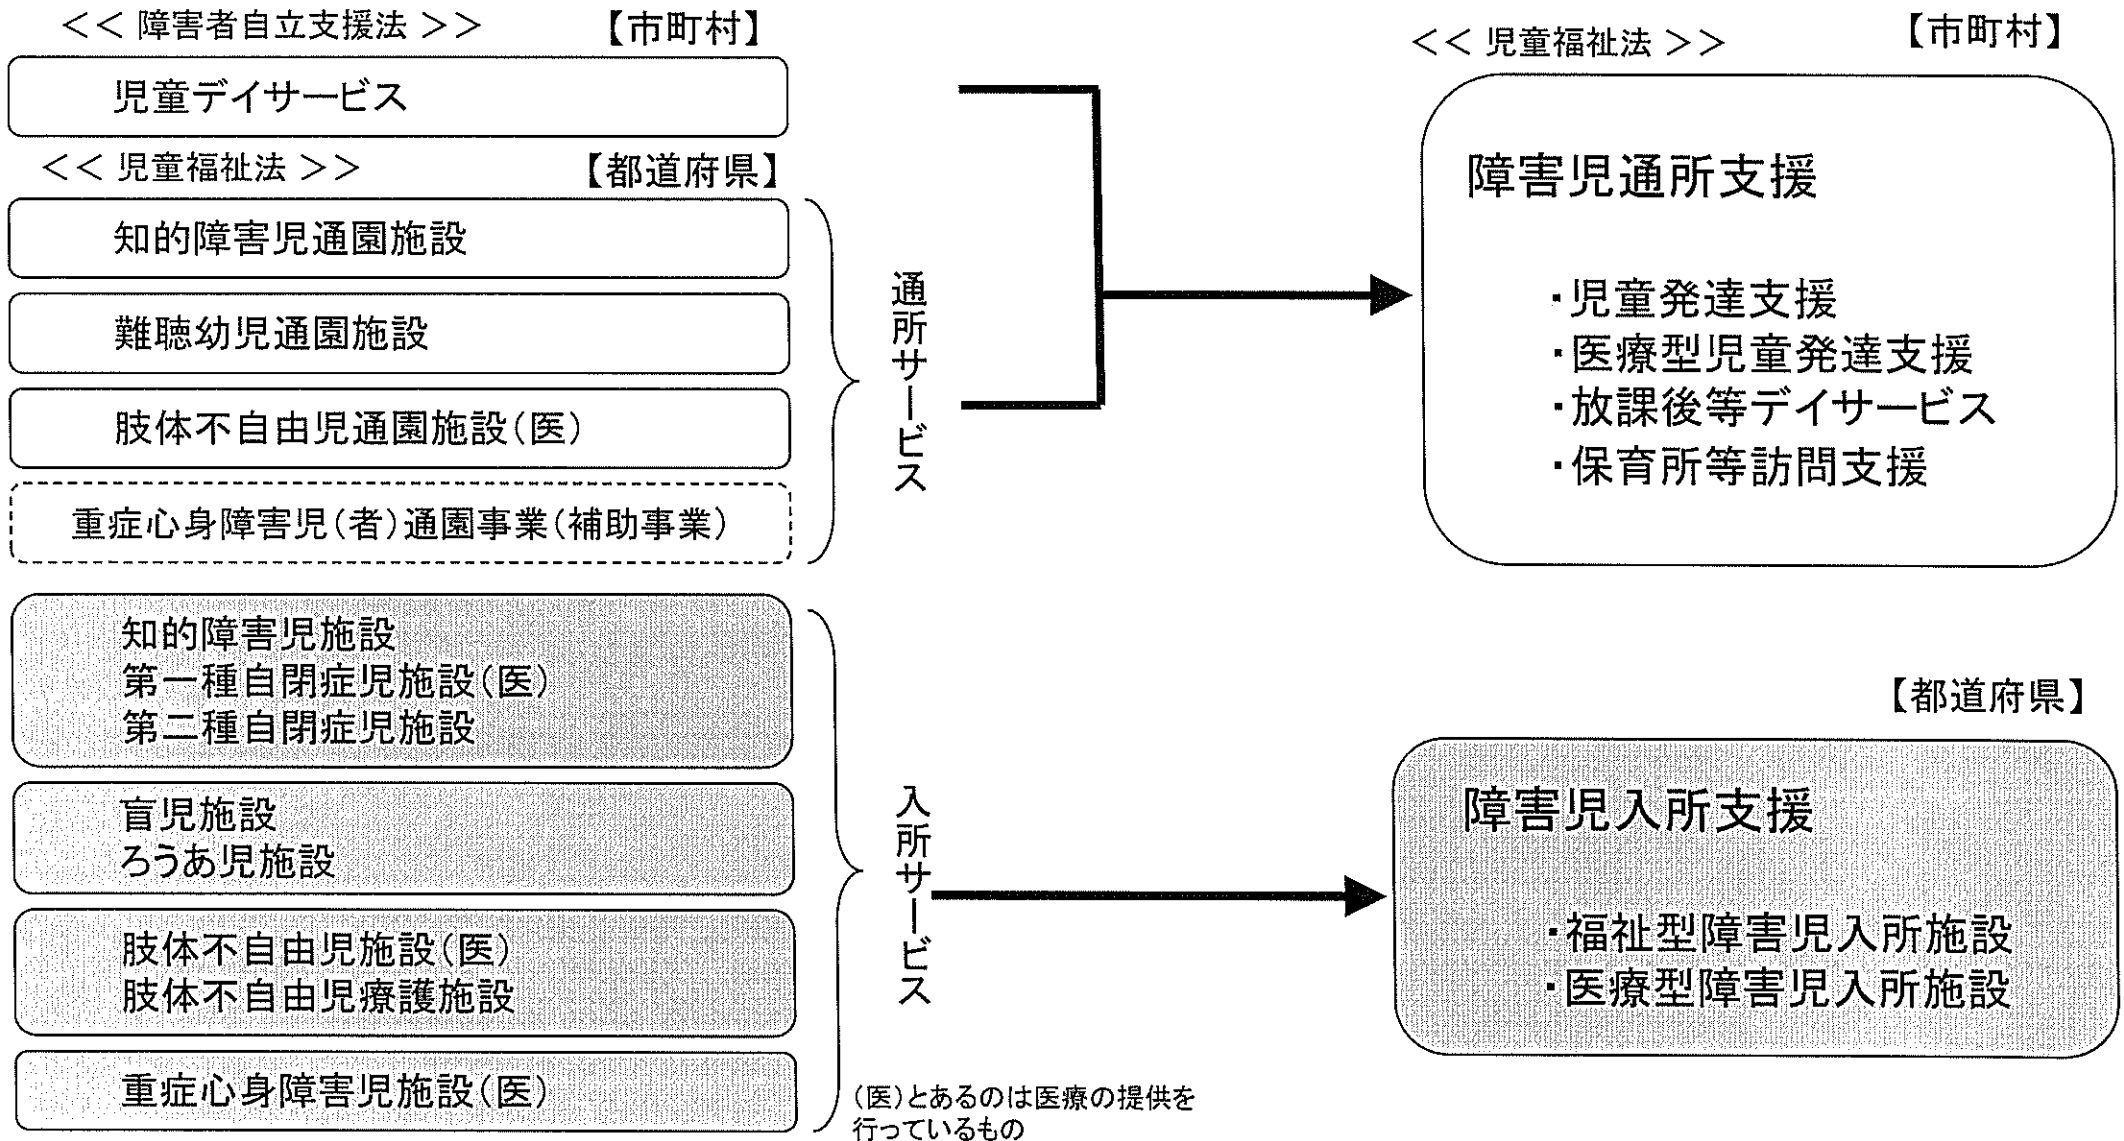 << 障害者自立支援法 >> 【市町村】
児童デイサービス
<< 児童福祉法 >> 【都道府県】
知的障害児通園施設
難聴幼児通園施設
肢体不自由児通園施設(医)
重症心身障害児(者)通園事業(補助事業)
通所サービス
知的障害児施設
第一種自閉症児施設(医)
第二種自閉症児施設
盲児施設
ろうあ児施設
肢体不自由児施設(医)
肢体不自由児療護施設
重症心身障害児施設(医)
入所サービス
(医)とあるのは医療の提供を
行っているもの
<< 児童福祉法 >> 【市町村】
障害児通所支援
・児童発達支援
・医療型児童発達支援
・放課後等デイサービス
・保育所等訪問支援
【都道府県】
障害児入所支援
・福祉型障害児入所施設
・医療型障害児入所施設